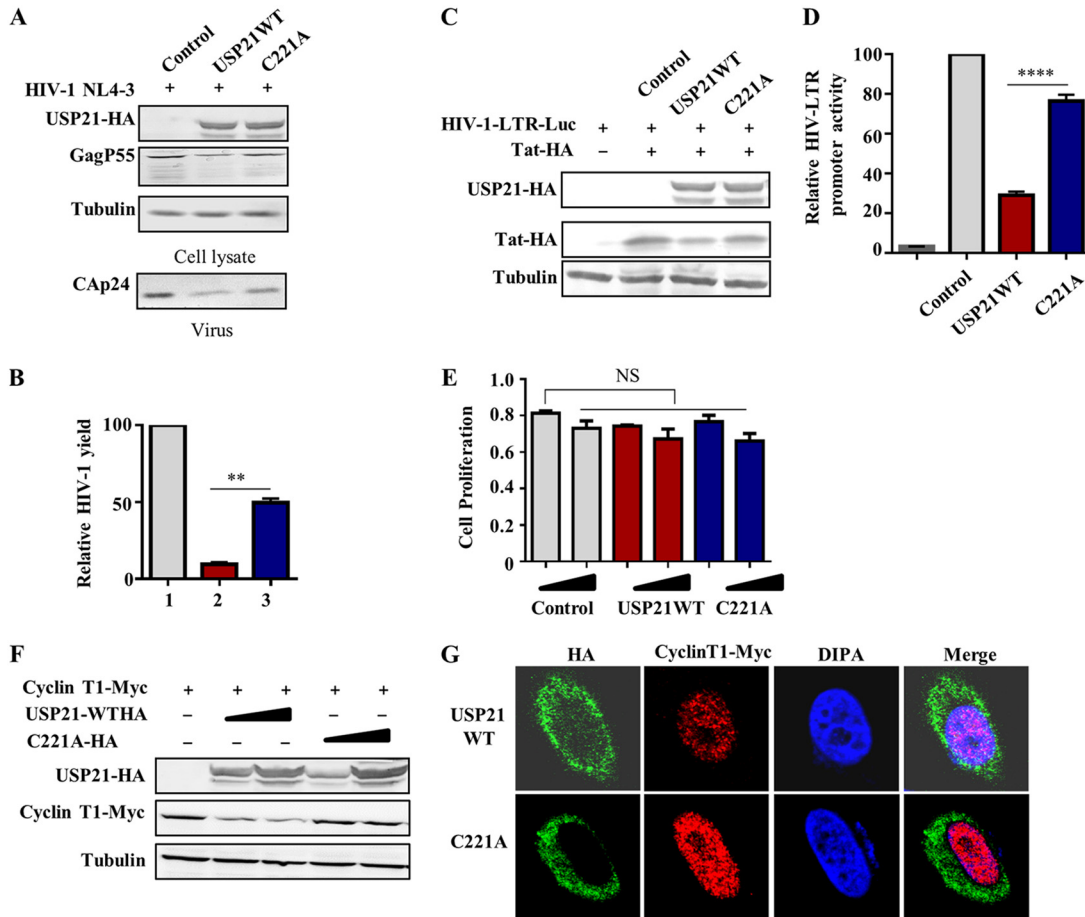 A
Control
USP21WT
C221A
HIV-1 NL4-3 + + +
USP21-HA
GagP55
Tubulin
Cell lysate
CAp24
Virus
B
Relative HIV-1 yield
100
50
0
**
1 2 3
C
Control
USP21WT
C221A
HIV-1-LTR-Luc + + + +
Tat-HA – + + +
USP21-HA
Tat-HA
Tubulin
D
Relative HIV-LTR
promoter activity
100
80
60
40
20
0
****
Control
USP21WT
C221A
E
Cell Proliferation
1.0
0.8
0.6
0.4
0.2
0
NS
Control USP21WT C221A
F
Cyclin T1-Myc + + + + +
USP21-WTHA – – –
C221A-HA – – –
USP21-HA
Cyclin T1-Myc
Tubulin
G
HA CyclinT1-Myc DIPA Merge
USP21
WT
C221A